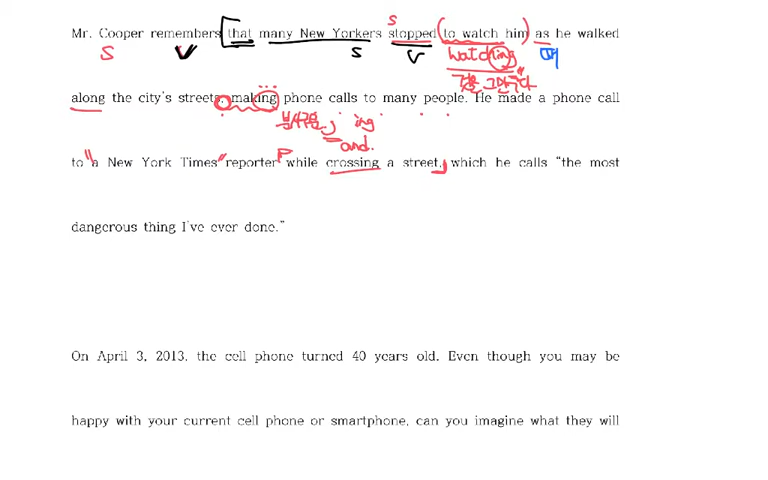 S
Mr. Cooper remembers [that many New Yorkers stopped (to watch him) as he walked
S V S V watching 때
along the city's streets, making phone calls to many people. He made a phone call
ing
and.
to "a New York Times" reporter while crossing a street, which he calls "the most
dangerous thing I've ever done."
On April 3, 2013, the cell phone turned 40 years old. Even though you may be
happy with your current cell phone or smartphone, can you imagine what they will